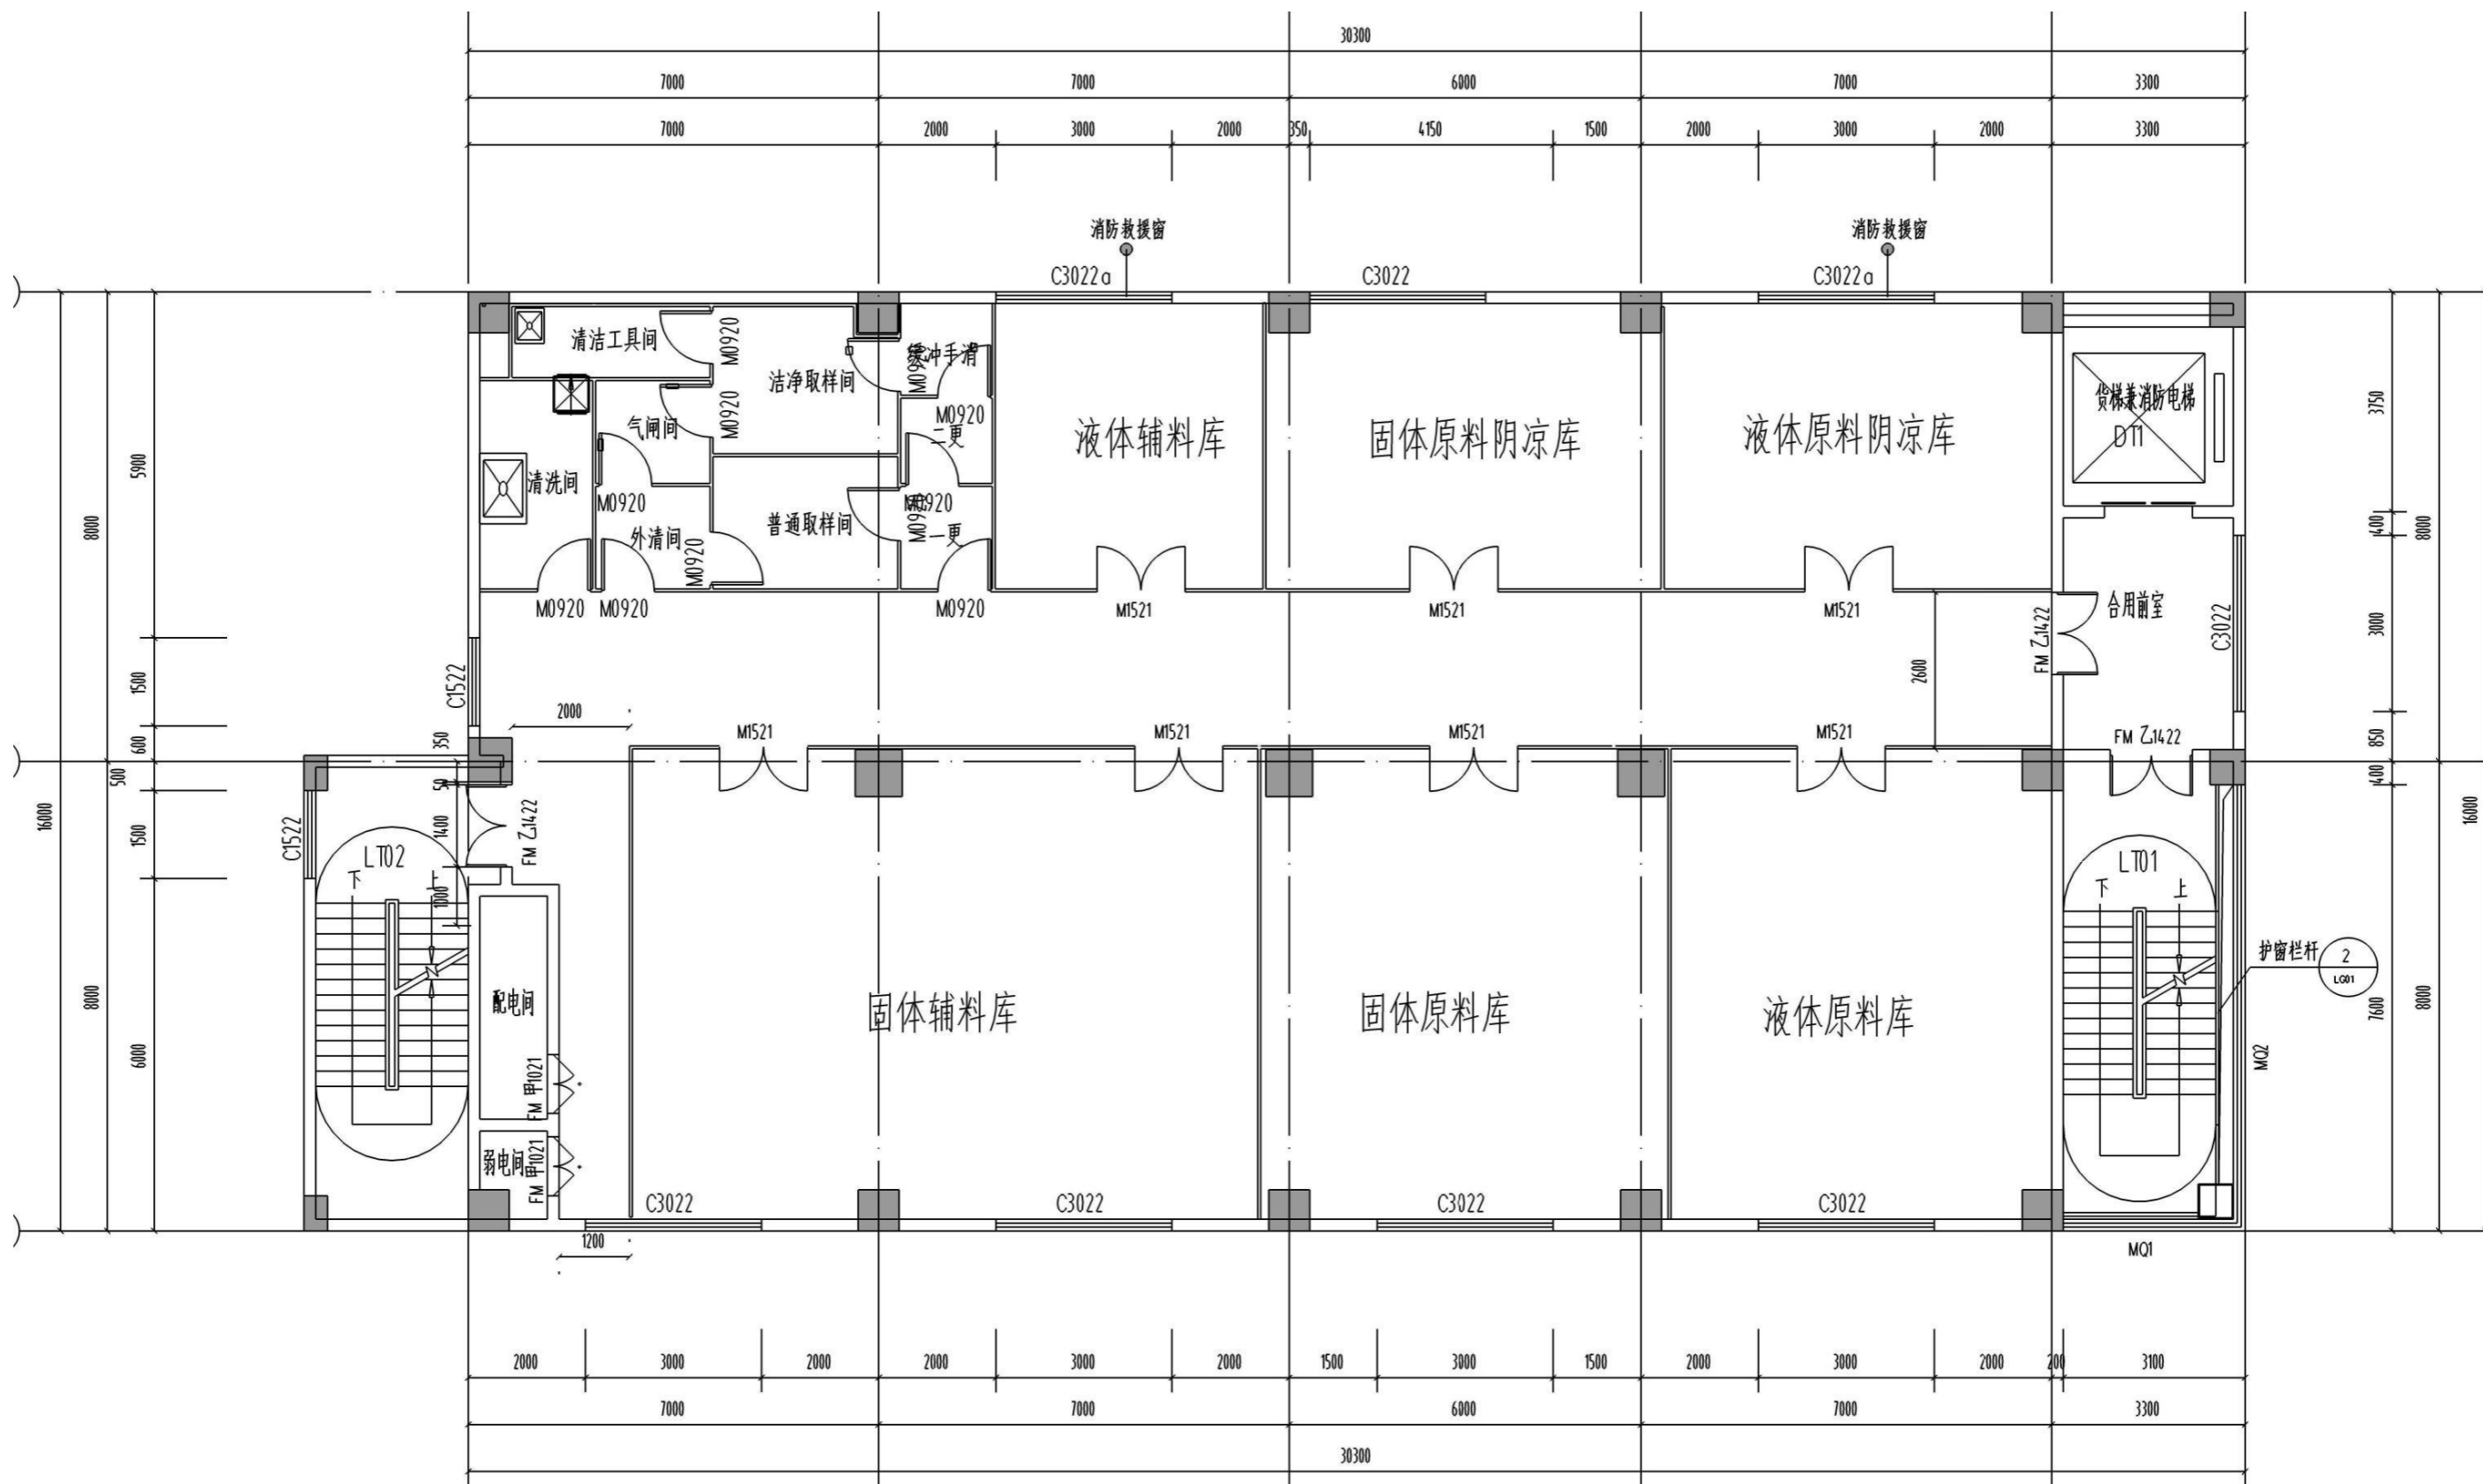 30300
7000 7000 6000 7000 3300
7000 2000 3000 2000 350 4150 1500 2000 3000 2000 3300
消防救援窗 消防救援窗
C3022a C3022 C3022a
清洁工具间 M0920 洁净取样间 缓冲手消 M0920
货梯兼消防电梯
DT1
3750
M0920
气闸间 M0920
二更
液体辅料库 固体原料阴凉库 液体原料阴凉库
5900
清洗间 M0920 M0920
普通取样间 M0920 一更
外清间 M0920
8000 400 8000
M0920 M0920 M0920 M1521 M1521 M1521
合用前室
FM 乙1422
C3022
3000
2600
C1522
1500
2000
M1521 M1521 M1521 M1521
FM 乙1422
600 350 850
500 50 400
16000 16000
C1522
1500
1400
FM 乙1422
LT02
下 上
1000
LT01
下 上
护窗栏杆 2
LG01
8000 7600 8000
配电间
固体辅料库 固体原料库 液体原料库
6000
FM 甲1021
MQ2
弱电间 FM 甲1021
C3022 C3022 C3022 C3022
1200
MQ1
2000 3000 2000 2000 3000 2000 1500 3000 1500 2000 3000 2000 200 3100
7000 7000 6000 7000 3300
30300